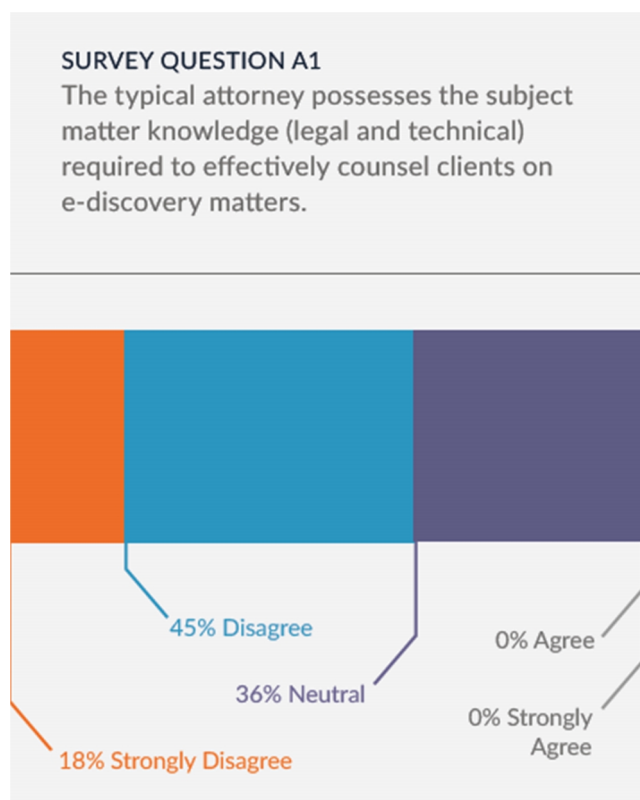 SURVEY QUESTION A1
The typical attorney possesses the subject
matter knowledge (legal and technical)
required to effectively counsel clients on
e-discovery matters.
45% Disagree
0% Agree
36% Neutral
0% Strongly
Agree
18% Strongly Disagree